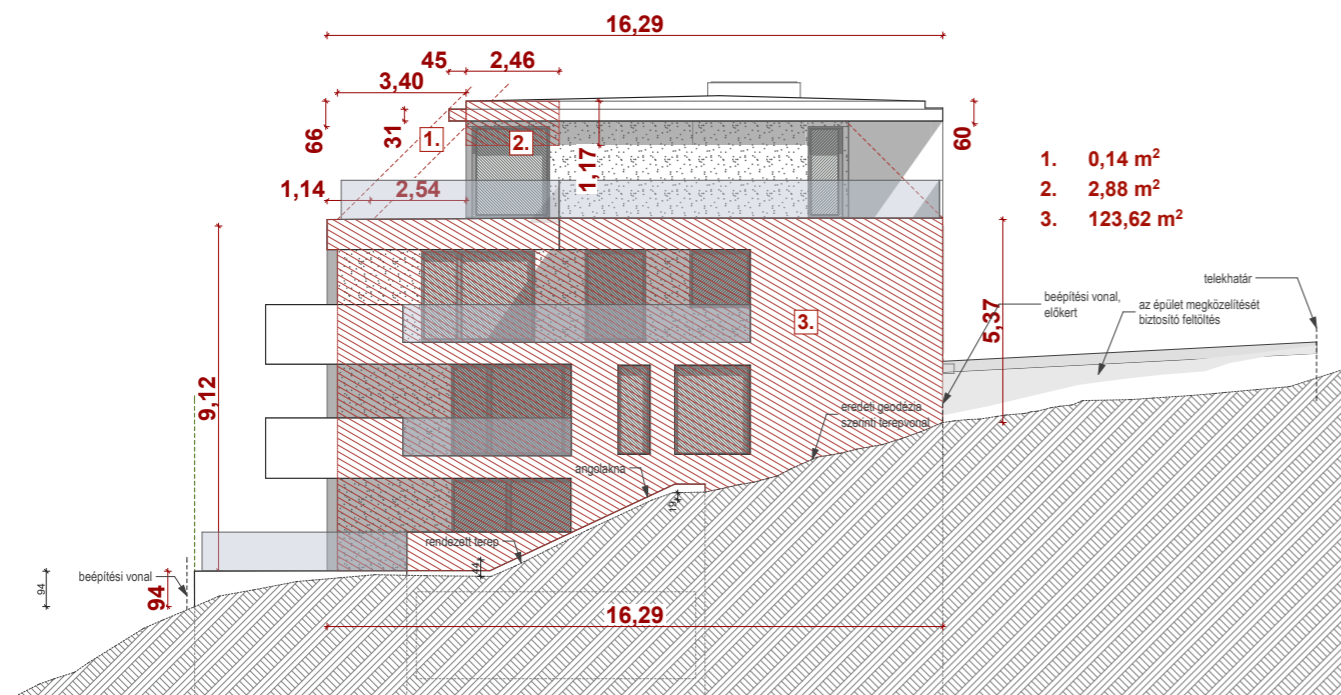 16,29
45
2,46
3,40
66
31
1.
2.
1,17
60
1. 0,14 m²
2. 2,88 m²
3. 123,62 m²
1,14
2,54
telekhatár
beépítési vonal,
előkert
az épület megközelítését
biztosító feltöltés
3.
5,37
9,12
eredeti geodézia
szerinti terepvonal
angolakna
19
rendezett terep
44
beépítési vonal
94
94
16,29